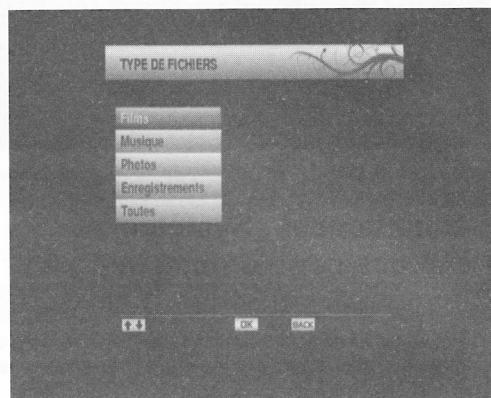 TYPE DE FICHIERS
Films
Musique
Photos
Enregistrements
Toutes
OK BACK